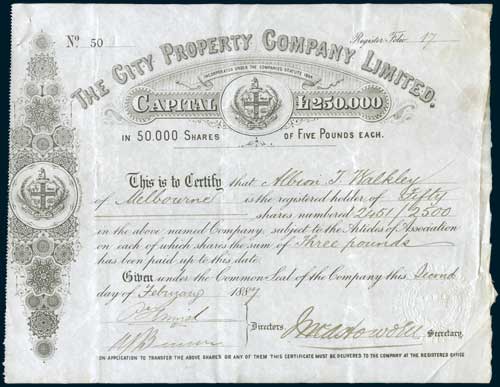 No. 50
Register Folio 17
THE CITY PROPERTY COMPANY, LIMITED.
INCORPORATED UNDER THE COMPANIES STATUTE 1864
CAPITAL £250.000
IN 50.000 SHARES OF FIVE POUNDS EACH.
This is to Certify that Albion T. Walkley
of Melbourne is the registered holder of Fifty
shares numbered 2451/2500
in the above named Company, subject to the Articles of Association
on each of which shares the sum of Three pounds
has been paid up to this date.
Given under the Common Seal of the Company this Second
day of February 1887
Directors.
Secretary.
ON APPLICATION TO TRANSFER THE ABOVE SHARES OR ANY OF THEM THIS CERTIFICATE MUST BE DELIVERED TO THE COMPANY AT THE REGISTERED OFFICE